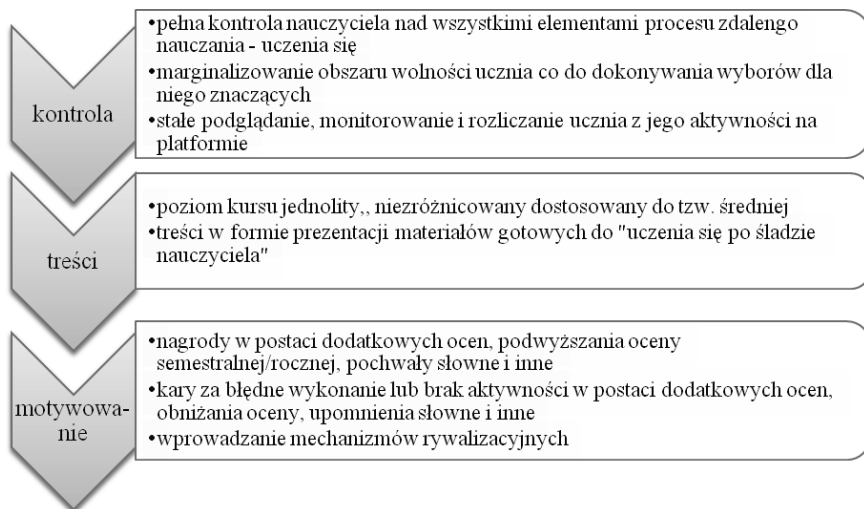 kontrola
•pełna kontrola nauczyciela nad wszystkimi elementami procesu zdalengo
nauczania - uczenia się
•marginalizowanie obszaru wolności ucznia co do dokonywania wyborów dla
niego znaczących
•stałe podglądanie, monitorowanie i rozliczanie ucznia z jego aktywności na
platformie
treści
•poziom kursu jednolity,, niezróżnicowany dostosowany do tzw. średniej
•treści w formie prezentacji materiałów gotowych do "uczenia się po śladzie
nauczyciela"
motywowa-
nie
•nagrody w postaci dodatkowych ocen, podwyższania oceny
semestralnej/rocznej, pochwały słowne i inne
•kary za błędne wykonanie lub brak aktywności w postaci dodatkowych ocen,
obniżania oceny, upomnienia słowne i inne
•wprowadzanie mechanizmów rywalizacyjnych